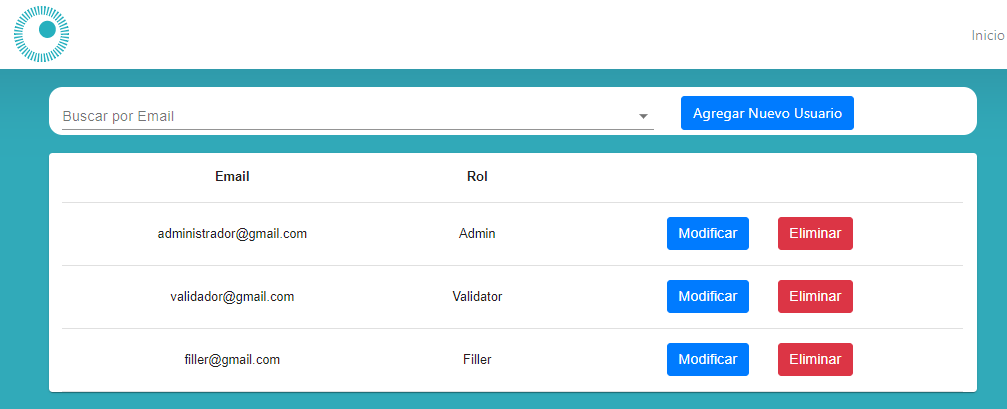 Inicio
Buscar por Email
Agregar Nuevo Usuario
Email Rol
administrador@gmail.com Admin Modificar Eliminar
validador@gmail.com Validator Modificar Eliminar
filler@gmail.com Filler Modificar Eliminar